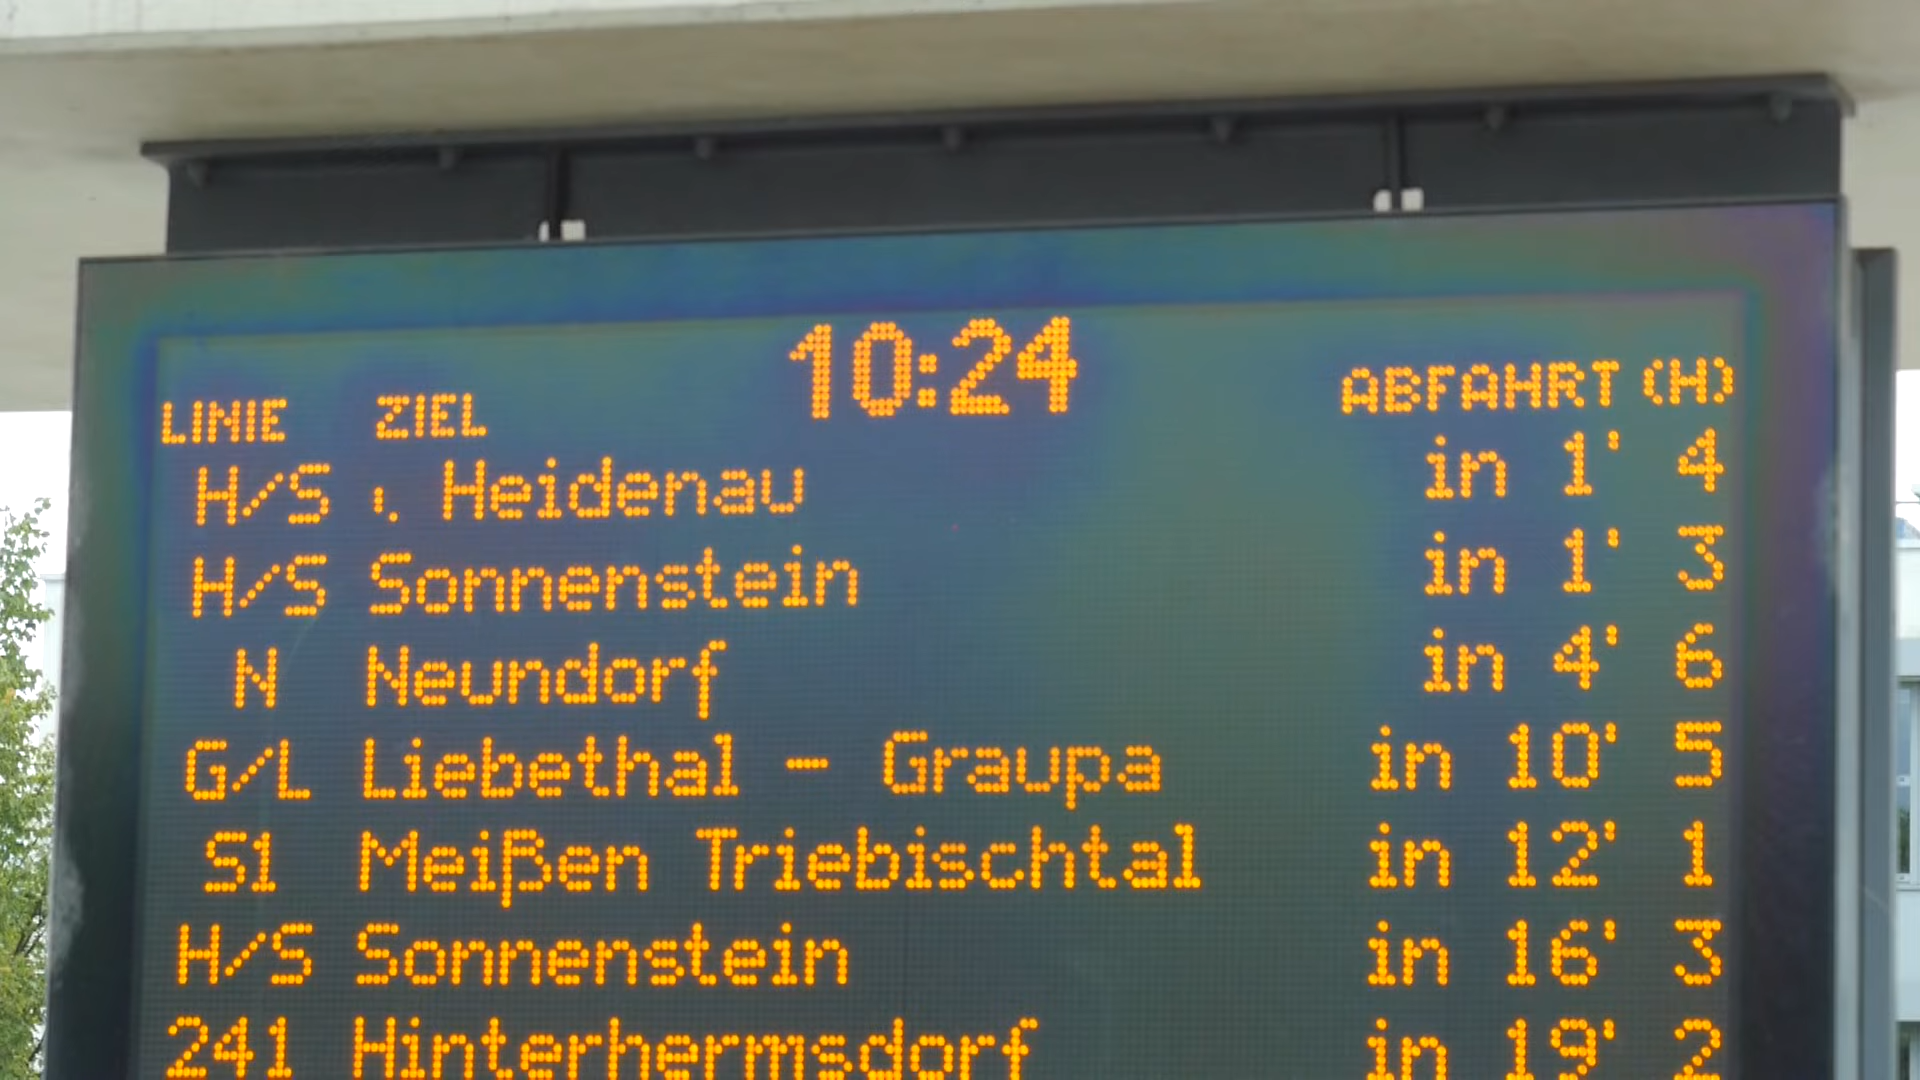 10:24
LINIE ZIEL ABFAHRT (H)
H/S Heidenau in 1' 4
H/S Sonnenstein in 1' 3
N Neundorf in 4' 6
G/L Liebethal - Graupa in 10' 5
S1 Meißen Triebischtal in 12' 1
H/S Sonnenstein in 16' 3
241 Hinterhermsdorf in 19' 2